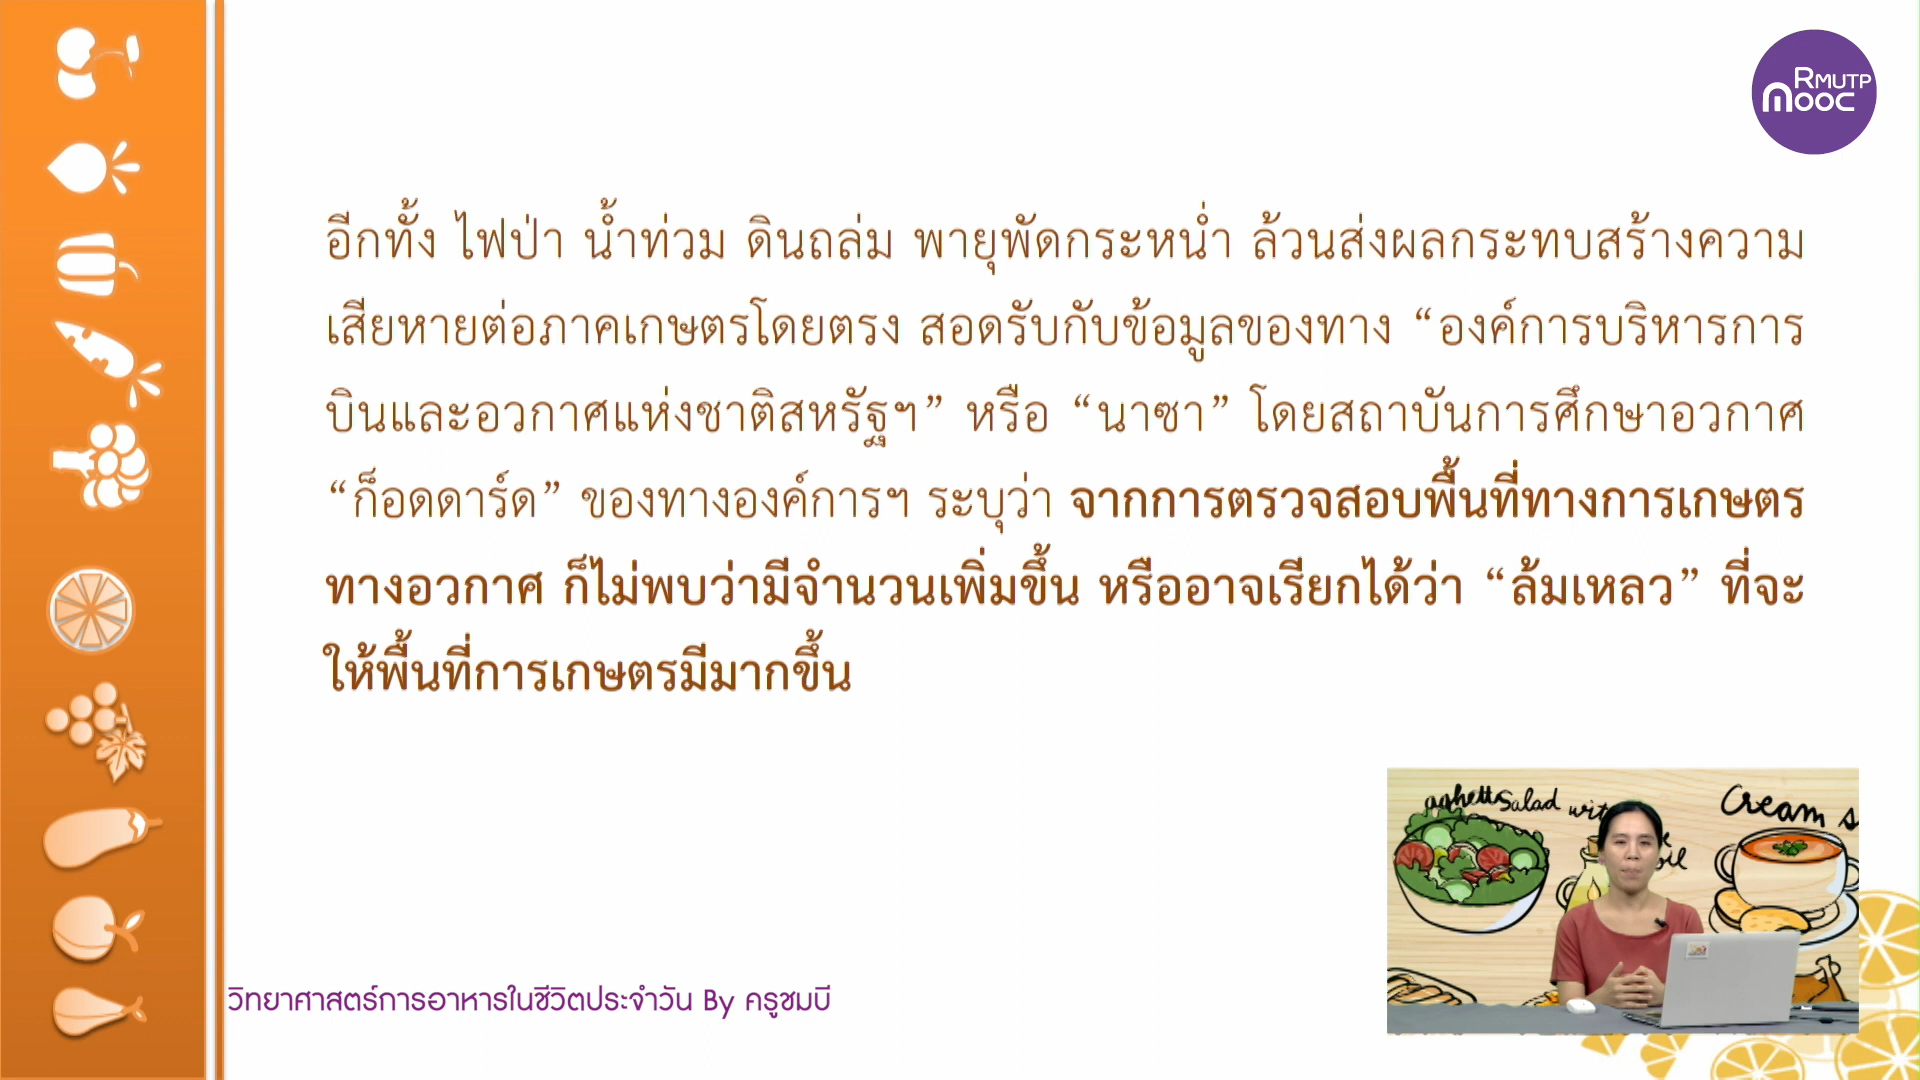 RMUTP
MOOC
อีกทั้ง ไฟป่า น้ำท่วม ดินถล่ม พายุพัดกระหน่ำ ล้วนส่งผลกระทบสร้างความ
เสียหายต่อภาคเกษตรโดยตรง สอดรับกับข้อมูลของทาง “องค์การบริหารการ
บินและอวกาศแห่งชาติสหรัฐฯ” หรือ “นาซา” โดยสถาบันการศึกษาอวกาศ
“ก็อดดาร์ด” ของทางองค์การฯ ระบุว่า จากการตรวจสอบพื้นที่ทางการเกษตร
ทางอวกาศ ก็ไม่พบว่ามีจำนวนเพิ่มขึ้น หรืออาจเรียกได้ว่า “ล้มเหลว” ที่จะ
ให้พื้นที่การเกษตรมีมากขึ้น
aghetti Salad with
Cream s
oil
วิทยาศาสตร์การอาหารในชีวิตประจำวัน By ครูชมบี